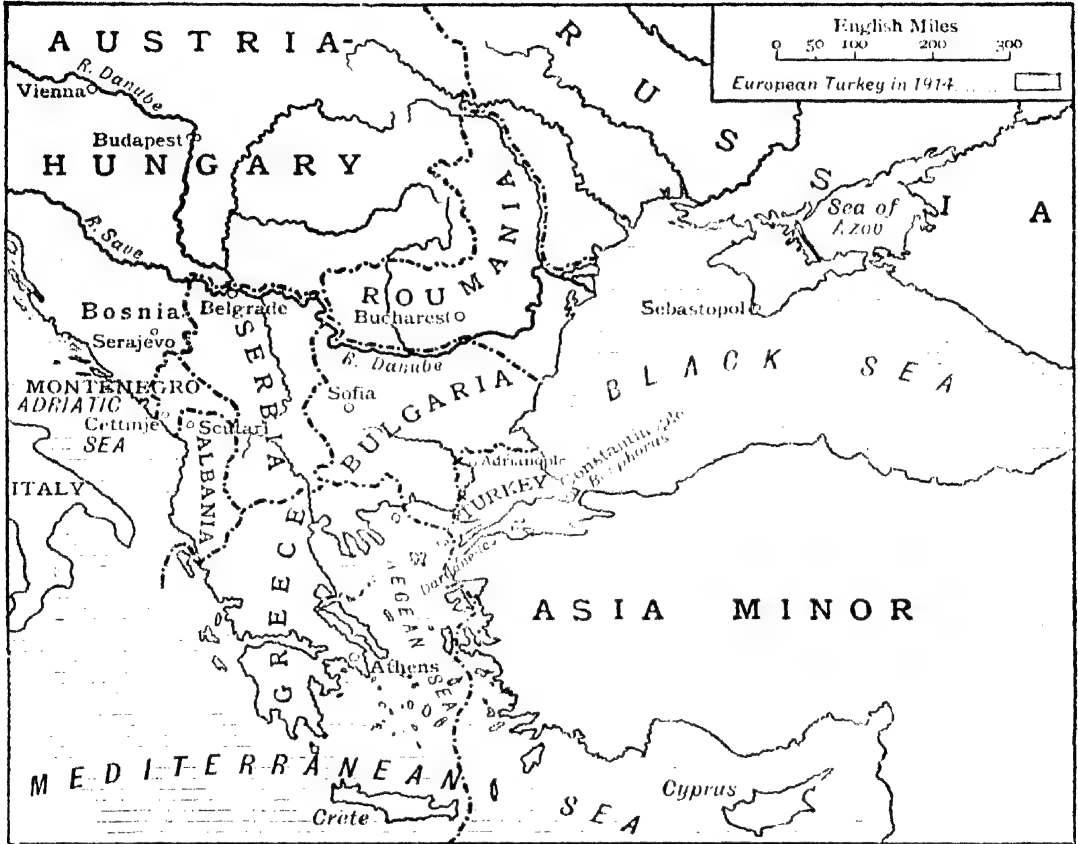 AUSTRIA-
HUNGARY
RUSSIA
English Miles
0 50 100 200 300
European Turkey in 1914
R. Danube
Vienna
Budapest
R. Save
Sea of
Azov
ROUMANIA
Bucharest
Sebastopol
Bosnia
Serajevo
Belgrade
SERBIA
R. Danube
BLACK SEA
MONTENEGRO
ADRIATIC
SEA
Cettinje
Scutari
Sofia
BULGARIA
ALBANIA
Adrianople
Constantinople
Bosphorus
TURKEY
ITALY
GREECE
Dardanelles
AEGEAN SEA
ASIA MINOR
Athens
MEDITERRANEAN SEA
Crete
Cyprus